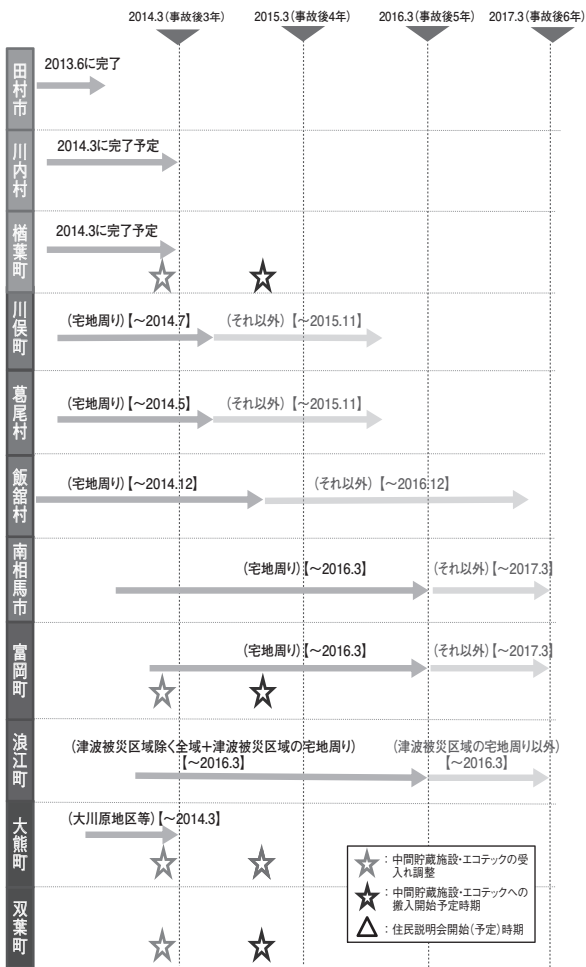 2014.3(事故後3年)
2015.3(事故後4年)
2016.3(事故後5年)
2017.3(事故後6年)
田村市
2013.6に完了
川内村
2014.3に完了予定
楢葉町
2014.3に完了予定
川俣町
(宅地周り)【～2014.7】
(それ以外)【～2015.11】
葛尾村
(宅地周り)【～2014.5】
(それ以外)【～2015.11】
飯舘村
(宅地周り)【～2014.12】
(それ以外)【～2016.12】
南相馬市
(宅地周り)【～2016.3】
(それ以外)【～2017.3】
富岡町
(宅地周り)【～2016.3】
(それ以外)【～2017.3】
浪江町
(津波被災区域除く全域＋津波被災区域の宅地周り)
【～2016.3】
(津波被災区域の宅地周り以外)
【～2016.3】
大熊町
(大川原地区等)【～2014.3】
双葉町
：中間貯蔵施設・エコテックの受
入れ調整
：中間貯蔵施設・エコテックへの
搬入開始予定時期
：住民説明会開始(予定)時期